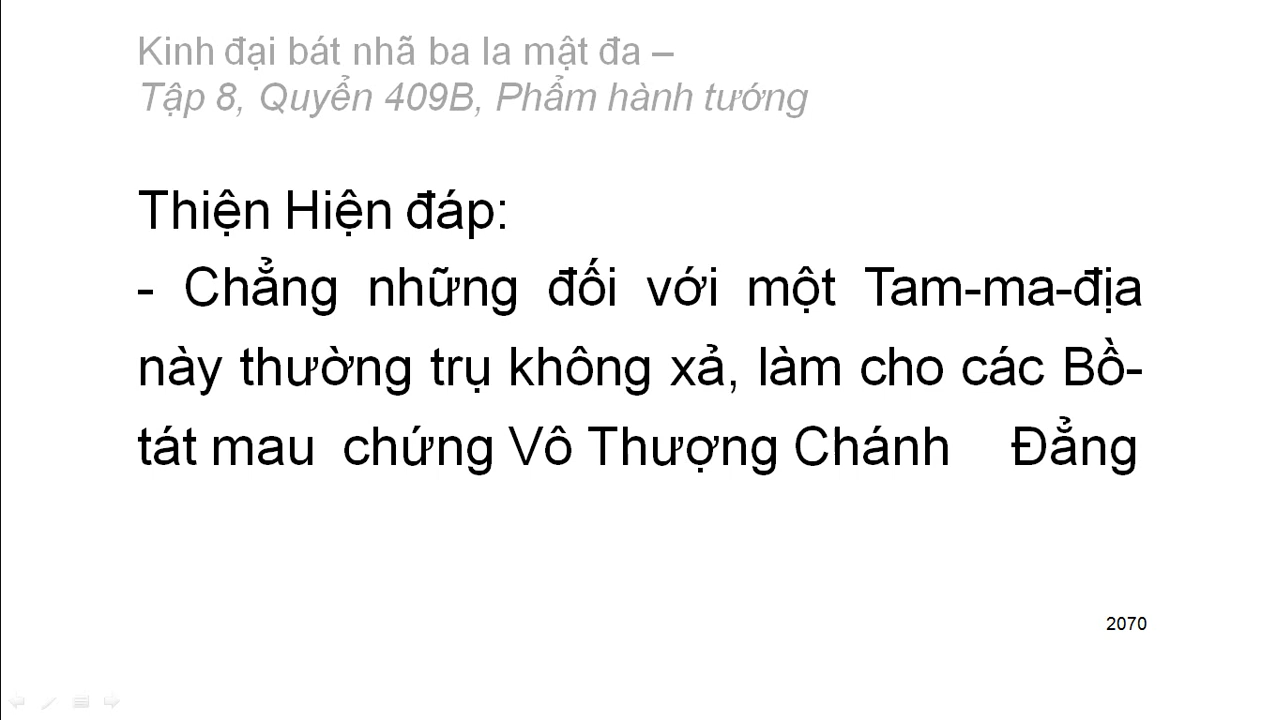 Kinh đại bát nhã ba la mật đa –
Tập 8, Quyển 409B, Phẩm hành tướng
Thiện Hiện đáp:
- Chẳng những đối với một Tam-ma-địa
này thường trụ không xả, làm cho các Bồ-
tát mau chứng Vô Thượng Chánh Đẳng
2070